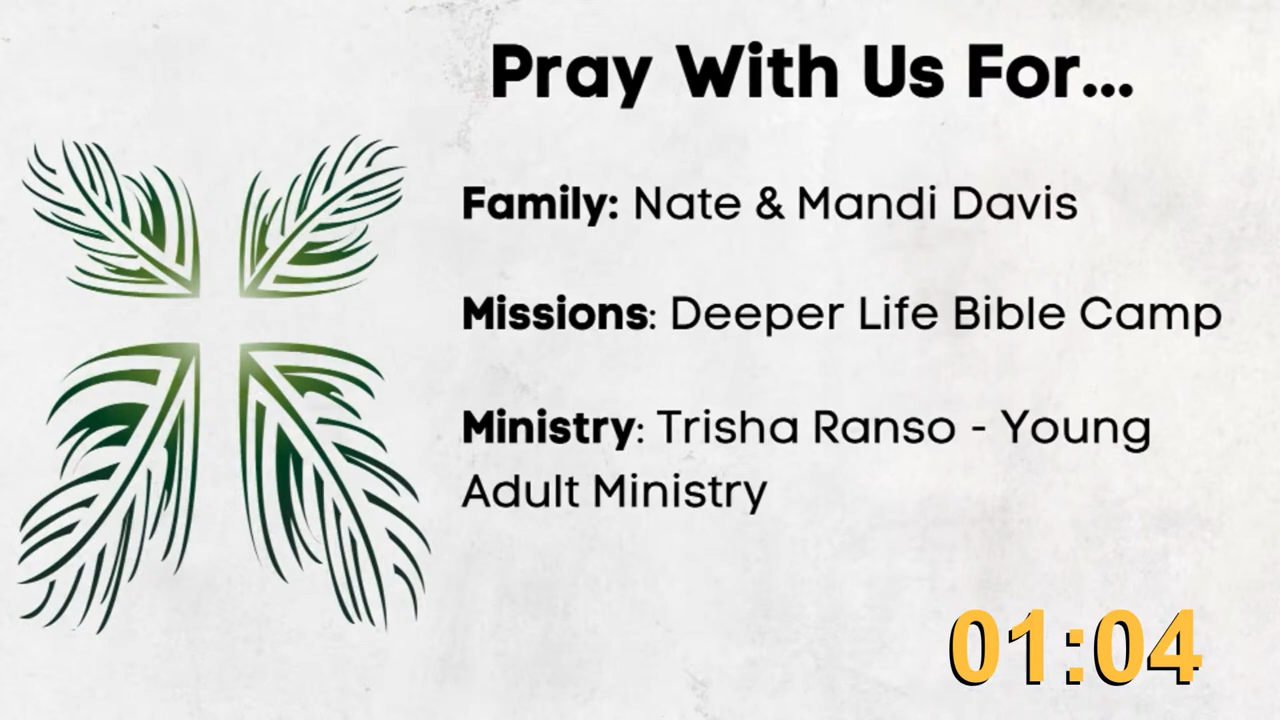 Pray With Us For...
Family: Nate & Mandi Davis
Missions: Deeper Life Bible Camp
Ministry: Trisha Ranso - Young
Adult Ministry
01:04